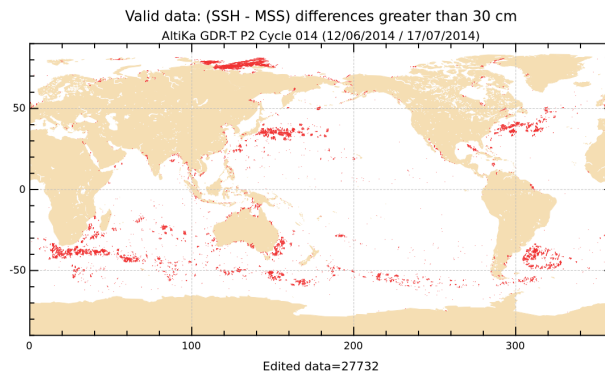 Valid data: (SSH - MSS) differences greater than 30 cm
AltiKa GDR-T P2 Cycle 014 (12/06/2014 / 17/07/2014)
50
0
-50
0 100 200 300
Edited data=27732